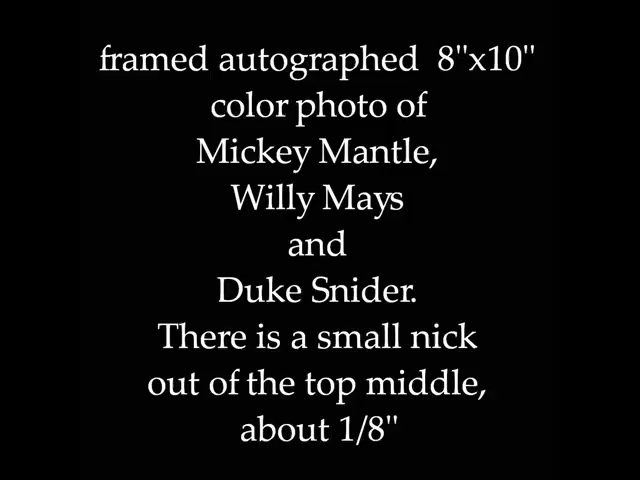 framed autographed 8"x10"
color photo of
Mickey Mantle,
Willy Mays
and
Duke Snider.
There is a small nick
out of the top middle,
about 1/8"